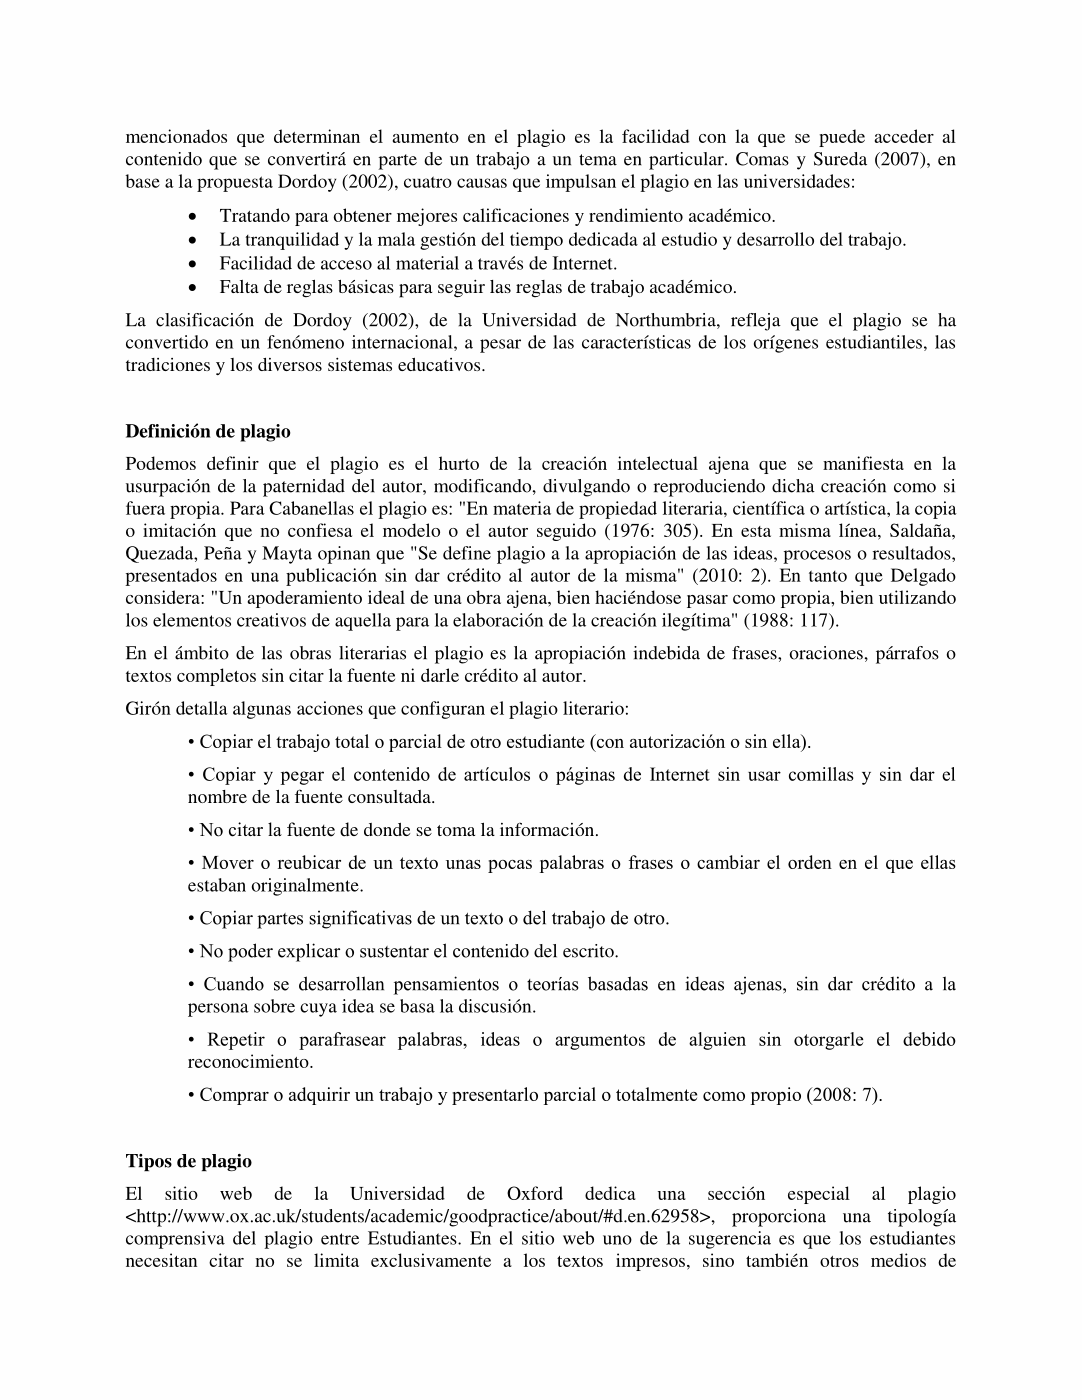 mencionados que determinan el aumento en el plagio es la facilidad con la que se puede acceder al
contenido que se convertirá en parte de un trabajo a un tema en particular. Comas y Sureda (2007), en
base a la propuesta Dordoy (2002), cuatro causas que impulsan el plagio en las universidades:
• Tratando para obtener mejores calificaciones y rendimiento académico.
• La tranquilidad y la mala gestión del tiempo dedicada al estudio y desarrollo del trabajo.
• Facilidad de acceso al material a través de Internet.
• Falta de reglas básicas para seguir las reglas de trabajo académico.
La clasificación de Dordoy (2002), de la Universidad de Northumbria, refleja que el plagio se ha
convertido en un fenómeno internacional, a pesar de las características de los orígenes estudiantiles, las
tradiciones y los diversos sistemas educativos.
Definición de plagio
Podemos definir que el plagio es el hurto de la creación intelectual ajena que se manifiesta en la
usurpación de la paternidad del autor, modificando, divulgando o reproduciendo dicha creación como si
fuera propia. Para Cabanellas el plagio es: "En materia de propiedad literaria, científica o artística, la copia
o imitación que no confiesa el modelo o el autor seguido (1976: 305). En esta misma línea, Saldaña,
Quezada, Peña y Mayta opinan que "Se define plagio a la apropiación de las ideas, procesos o resultados,
presentados en una publicación sin dar crédito al autor de la misma" (2010: 2). En tanto que Delgado
considera: "Un apoderamiento ideal de una obra ajena, bien haciéndose pasar como propia, bien utilizando
los elementos creativos de aquella para la elaboración de la creación ilegítima" (1988: 117).
En el ámbito de las obras literarias el plagio es la apropiación indebida de frases, oraciones, párrafos o
textos completos sin citar la fuente ni darle crédito al autor.
Girón detalla algunas acciones que configuran el plagio literario:
• Copiar el trabajo total o parcial de otro estudiante (con autorización o sin ella).
• Copiar y pegar el contenido de artículos o páginas de Internet sin usar comillas y sin dar el
nombre de la fuente consultada.
• No citar la fuente de donde se toma la información.
• Mover o reubicar de un texto unas pocas palabras o frases o cambiar el orden en el que ellas
estaban originalmente.
• Copiar partes significativas de un texto o del trabajo de otro.
• No poder explicar o sustentar el contenido del escrito.
• Cuando se desarrollan pensamientos o teorías basadas en ideas ajenas, sin dar crédito a la
persona sobre cuya idea se basa la discusión.
• Repetir o parafrasear palabras, ideas o argumentos de alguien sin otorgarle el debido
reconocimiento.
• Comprar o adquirir un trabajo y presentarlo parcial o totalmente como propio (2008: 7).
Tipos de plagio
El sitio web de la Universidad de Oxford dedica una sección especial al plagio
<http://www.ox.ac.uk/students/academic/goodpractice/about/#d.en.62958>, proporciona una tipología
comprensiva del plagio entre Estudiantes. En el sitio web uno de la sugerencia es que los estudiantes
necesitan citar no se limita exclusivamente a los textos impresos, sino también otros medios de